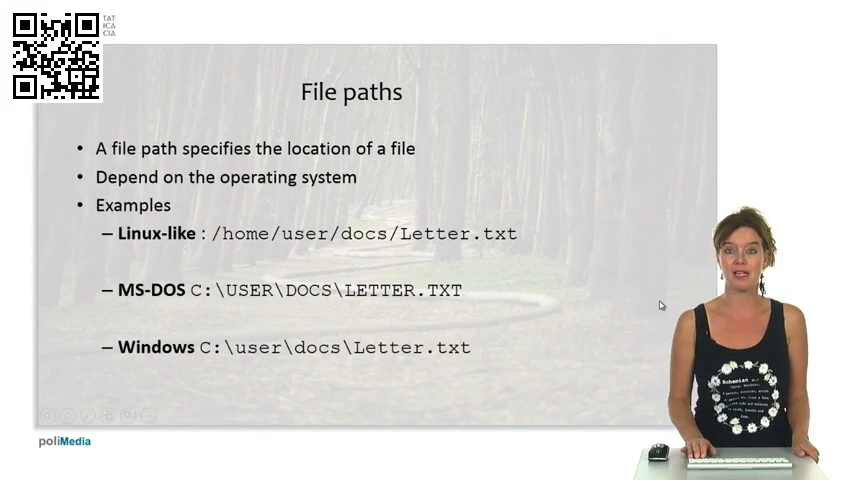 TAT
ICA
CIA
File paths
• A file path specifies the location of a file
• Depend on the operating system
• Examples
– Linux-like : /home/user/docs/Letter.txt
– MS-DOS C:\USER\DOCS\LETTER.TXT
– Windows C:\user\docs\Letter.txt
Bohemian
poliMedia